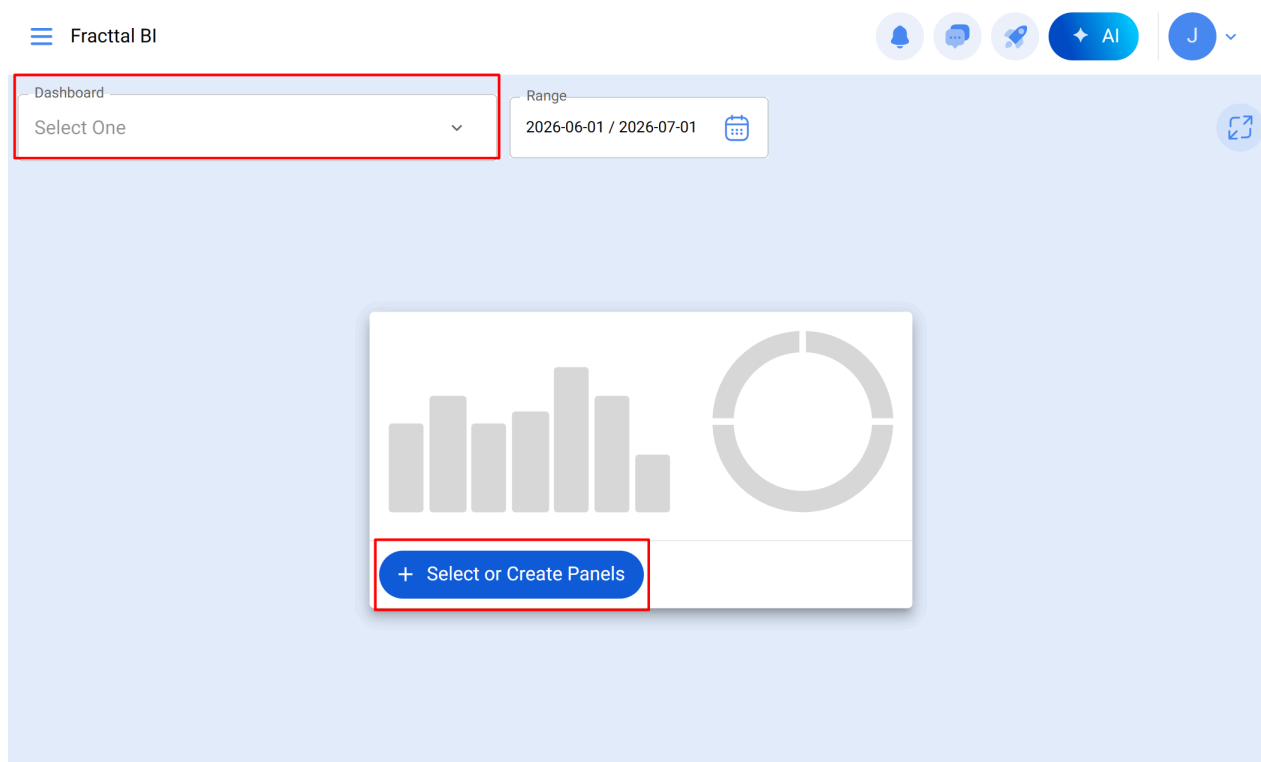 Fracttal BI
AI
J
Dashboard
Select One
Range
2026-06-01 / 2026-07-01
+ Select or Create Panels